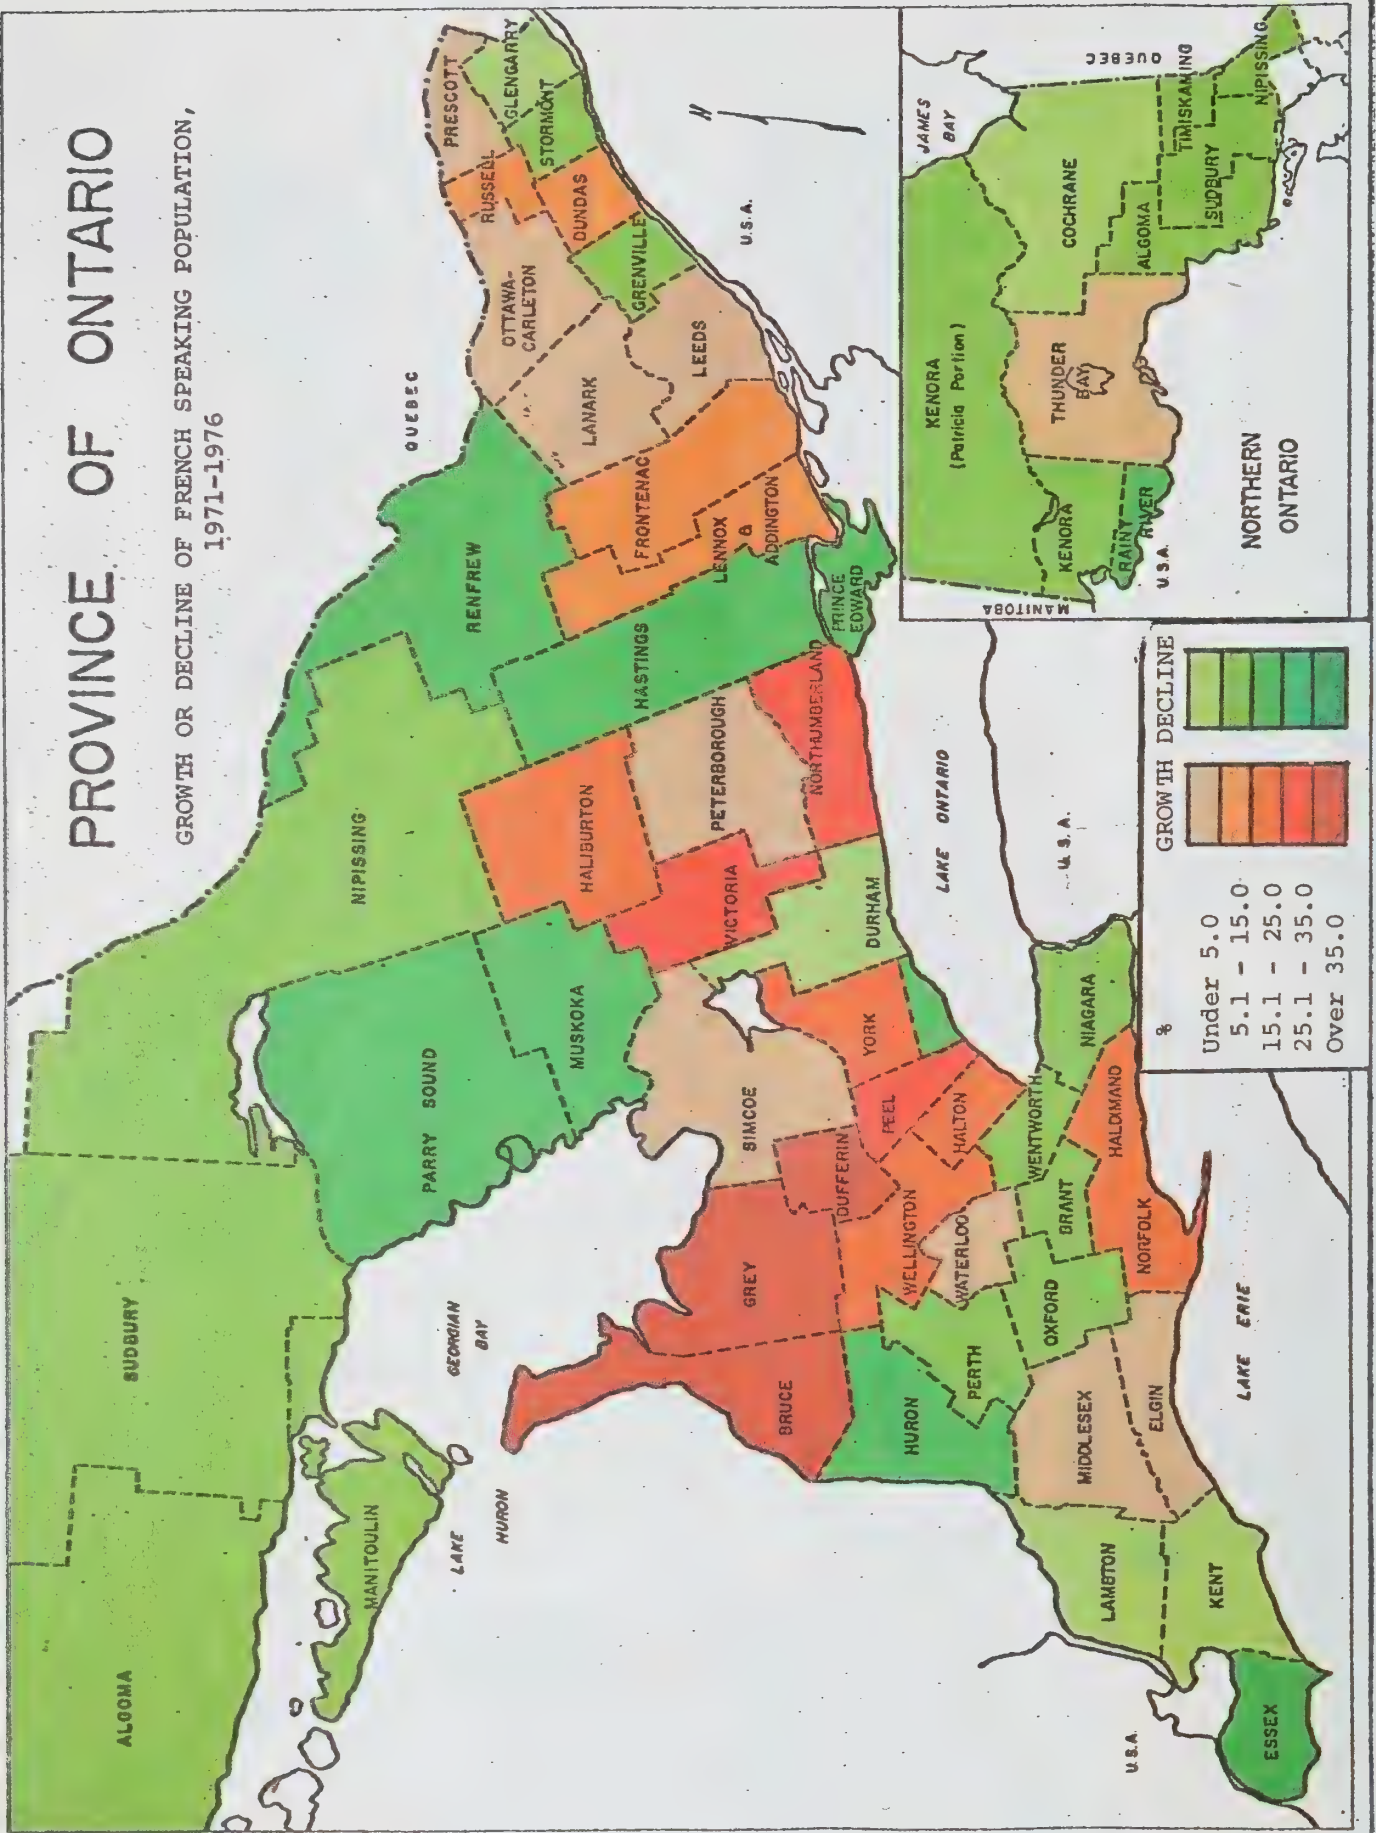 PROVINCE OF ONTARIO
GROWTH OR DECLINE OF FRENCH SPEAKING POPULATION,
1971-1976
QUEBEC
PRESCOTT
GLENGARRY
RUSSELL
STORMONT
DUNDAS
OTTAWA-
CARLETON
GRENVILLE
LANARK
LEEDS
U.S.A.
N
RENFREW
FRONTENAC
LENNOX
&
ADDINGTON
HASTINGS
PRINCE
EDWARD
NIPISSING
HALIBURTON
PETERBOROUGH
NORTHUMBERLAND
VICTORIA
DURHAM
LAKE ONTARIO
U.S.A.
PARRY SOUND
MUSKOKA
SIMCOE
YORK
PEEL
HALTON
DUFFERIN
WELLINGTON
WATERLOO
WENTWORTH
NIAGARA
HALDIMAND
BRANT
NORFOLK
OXFORD
PERTH
GREY
BRUCE
HURON
MIDDLESEX
ELGIN
LAMBTON
KENT
ESSEX
U.S.A.
LAKE ERIE
SUDBURY
ALGOMA
MANITOULIN
GEORGIAN
BAY
LAKE
HURON
%
GROWTH DECLINE
Under 5.0
5.1 - 15.0
15.1 - 25.0
25.1 - 35.0
Over 35.0
JAMES
BAY
QUEBEC
KENORA
(Patricia Portion)
COCHRANE
TIMISKAMING
NIPISSING
SUDBURY
ALGOMA
THUNDER
BAY
KENORA
RAINY
RIVER
MANITOBA
U.S.A.
NORTHERN
ONTARIO